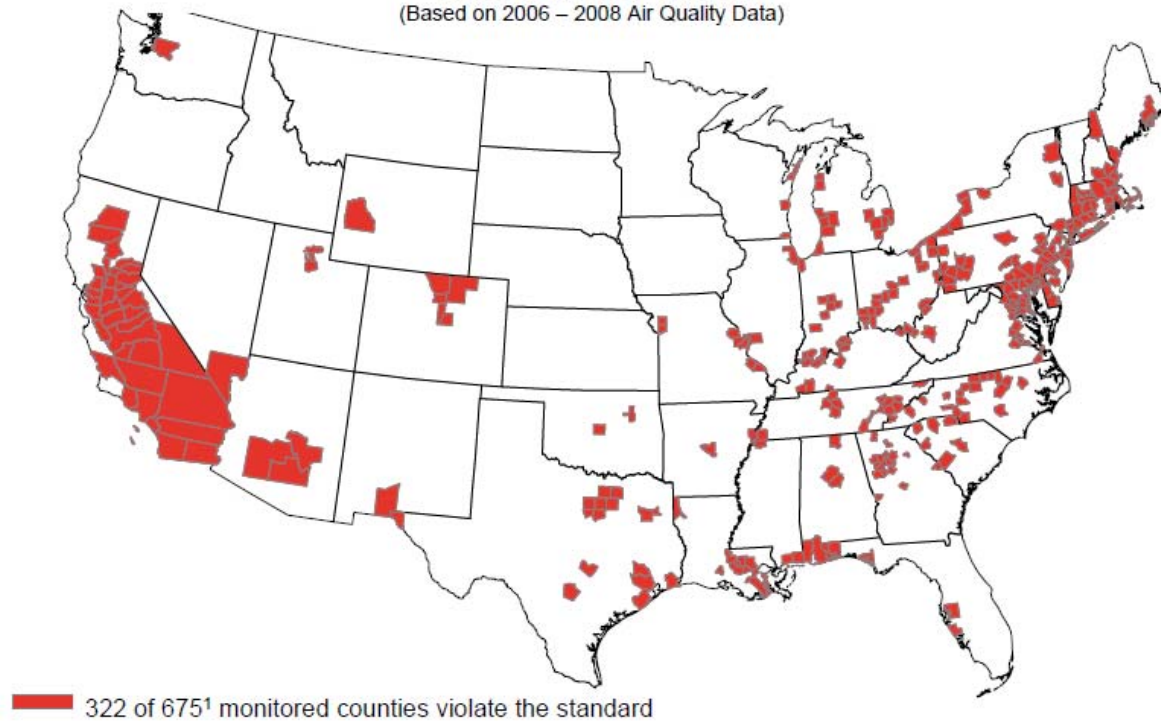 (Based on 2006 – 2008 Air Quality Data)
322 of 675¹ monitored counties violate the standard